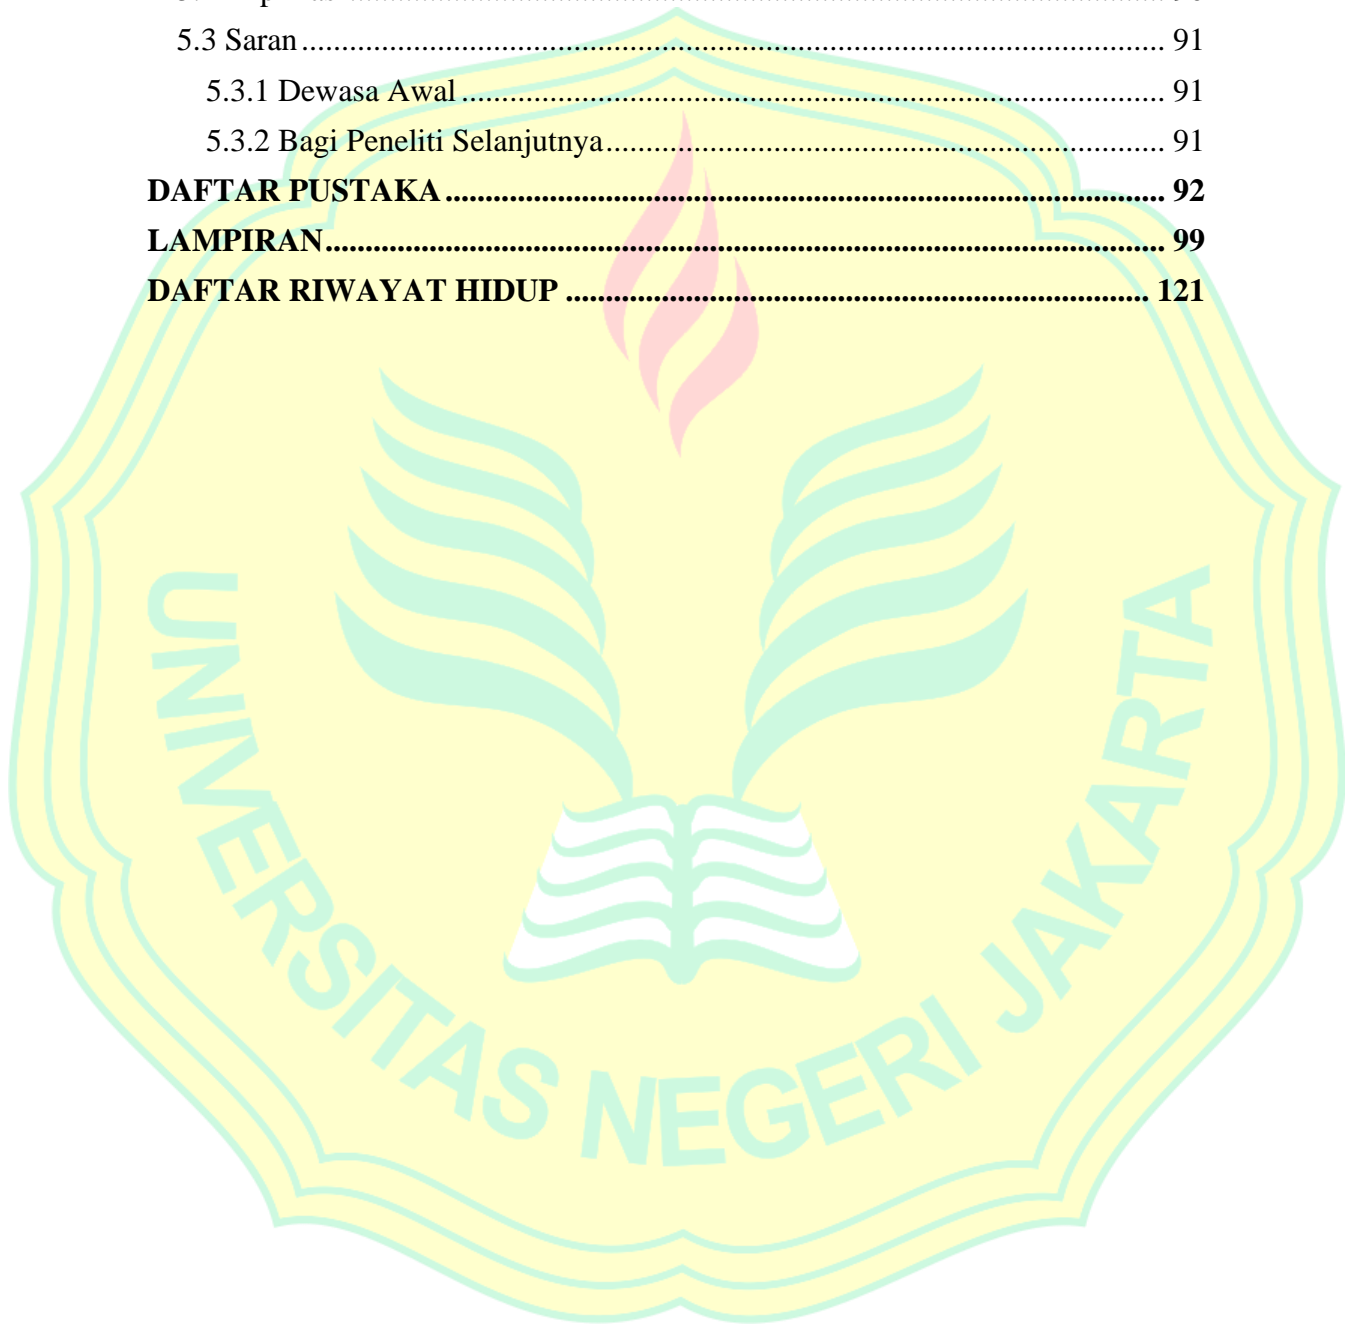 5.3 Saran ............................................................................................................ 91
5.3.1 Dewasa Awal ........................................................................................ 91
5.3.2 Bagi Peneliti Selanjutnya ...................................................................... 91
DAFTAR PUSTAKA .......................................................................................... 92
LAMPIRAN ......................................................................................................... 99
DAFTAR RIWAYAT HIDUP ......................................................................... 121
UNIVERSITAS NEGERI JAKARTA